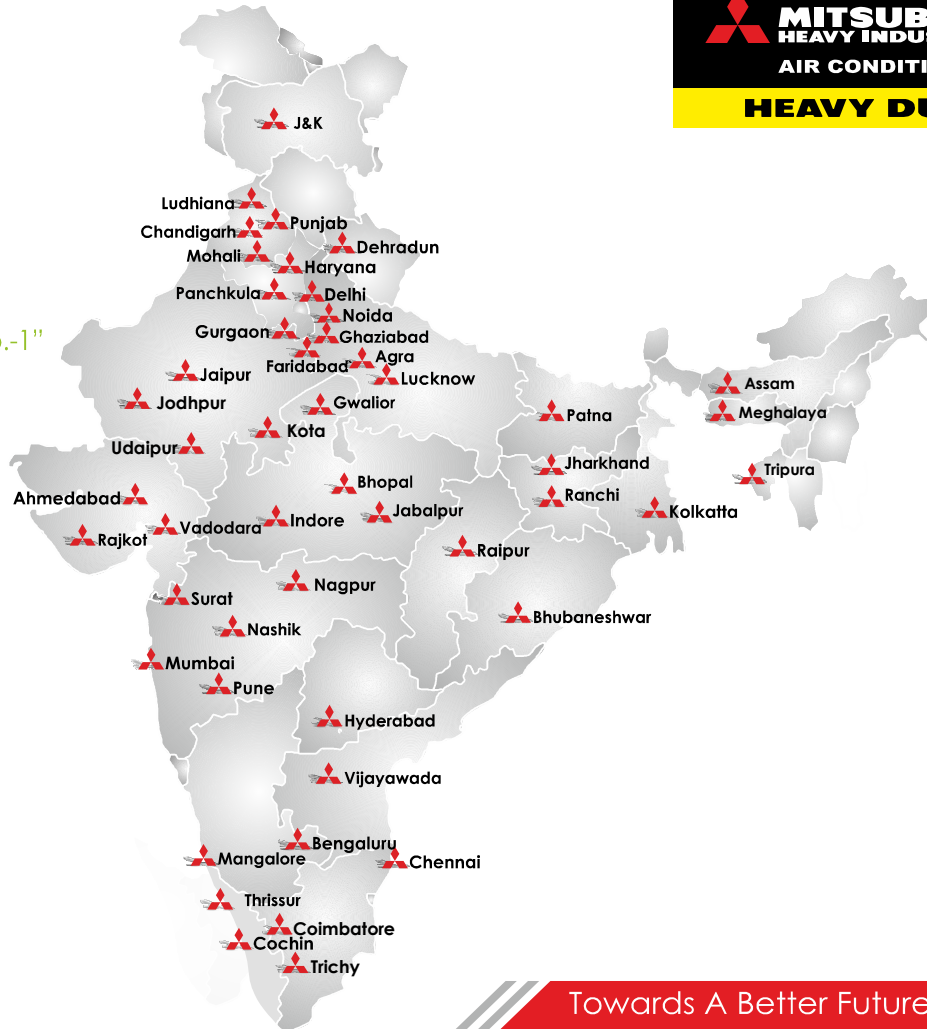 MITSUB
HEAVY INDUS
AIR CONDITI
HEAVY DU
J&K
Ludhiana
Punjab
Chandigarh
Dehradun
Mohali
Haryana
Panchkula
Delhi
Noida
Gurgaon
Ghaziabad
.-1”
Faridabad
Agra
Jaipur
Lucknow
Jodhpur
Gwalior
Assam
Kota
Patna
Meghalaya
Udaipur
Jharkhand
Tripura
Bhopal
Ahmedabad
Ranchi
Jabalpur
Kolkatta
Vadodara
Indore
Rajkot
Raipur
Nagpur
Surat
Bhubaneshwar
Nashik
Mumbai
Pune
Hyderabad
Vijayawada
Bengaluru
Mangalore
Chennai
Thrissur
Coimbatore
Cochin
Trichy
Towards A Better Future